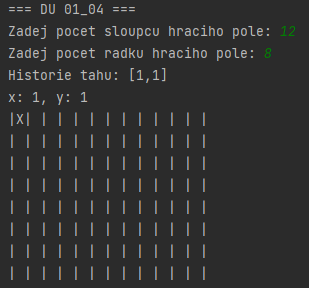 === DU 01_04 ===
Zadej pocet sloupcu hraciho pole: 12
Zadej pocet radku hraciho pole: 8
Historie tahu: [1,1]
x: 1, y: 1
|X| | | | | | | | | | | |
| | | | | | | | | | | | |
| | | | | | | | | | | | |
| | | | | | | | | | | | |
| | | | | | | | | | | | |
| | | | | | | | | | | | |
| | | | | | | | | | | | |
| | | | | | | | | | | | |